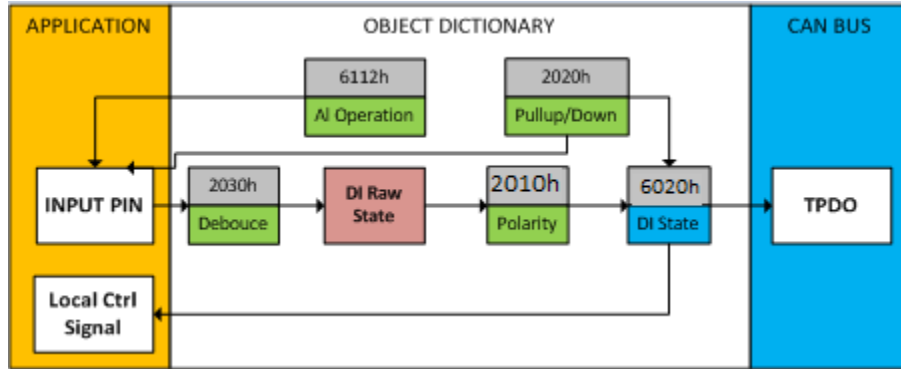 APPLICATION
OBJECT DICTIONARY
CAN BUS
6112h
AI Operation
2020h
Pullup/Down
INPUT PIN
2030h
Debouce
DI Raw
State
2010h
Polarity
6020h
DI State
TPDO
Local Ctrl
Signal